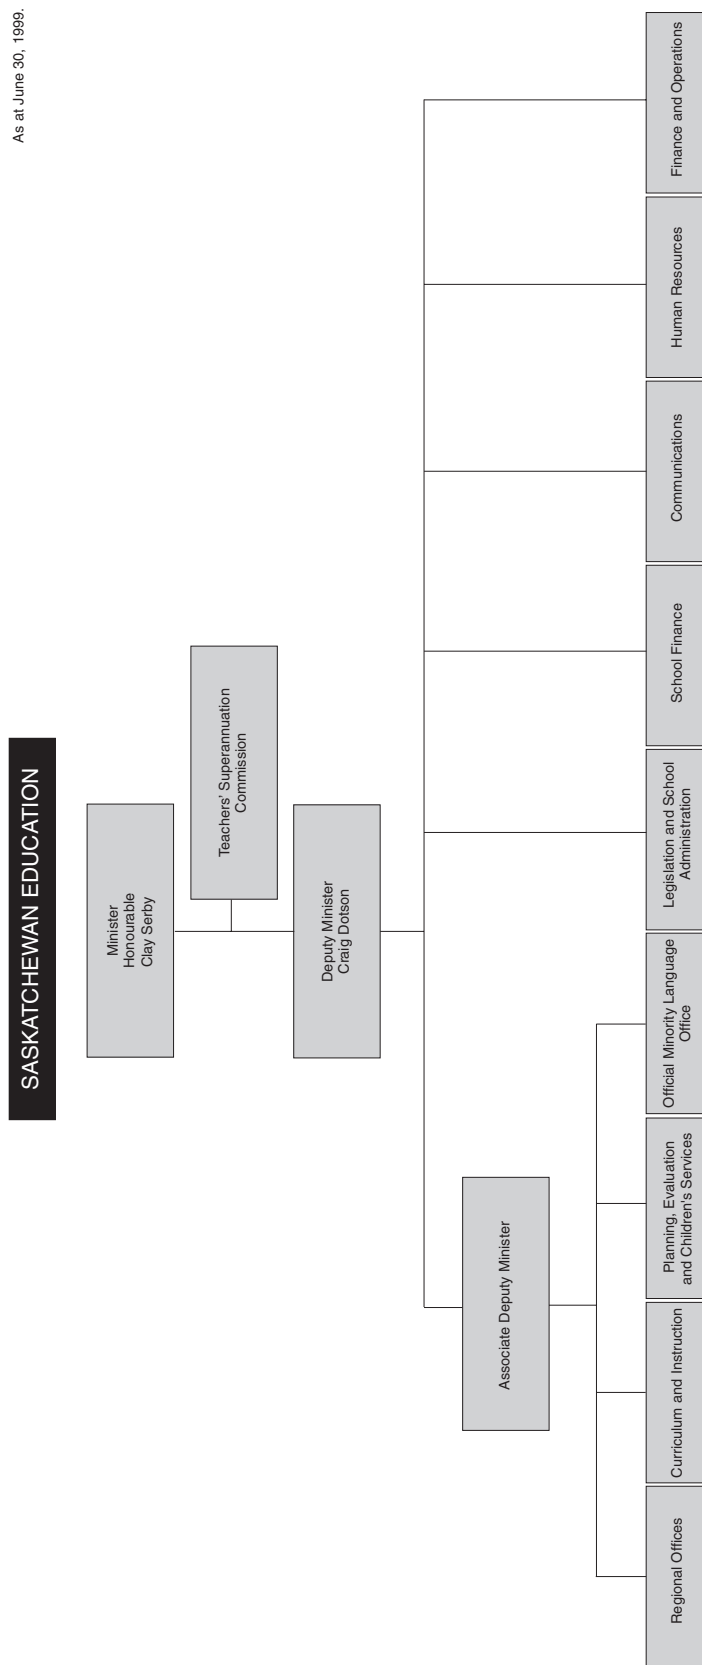 As at June 30, 1999.
SASKATCHEWAN EDUCATION
Minister
Honourable
Clay Serby
Teachers' Superannuation
Commission
Deputy Minister
Craig Dotson
Associate Deputy Minister
Regional Offices
Curriculum and Instruction
Planning, Evaluation
and Children's Services
Official Minority Language
Office
Legislation and School
Administration
School Finance
Communications
Human Resources
Finance and Operations